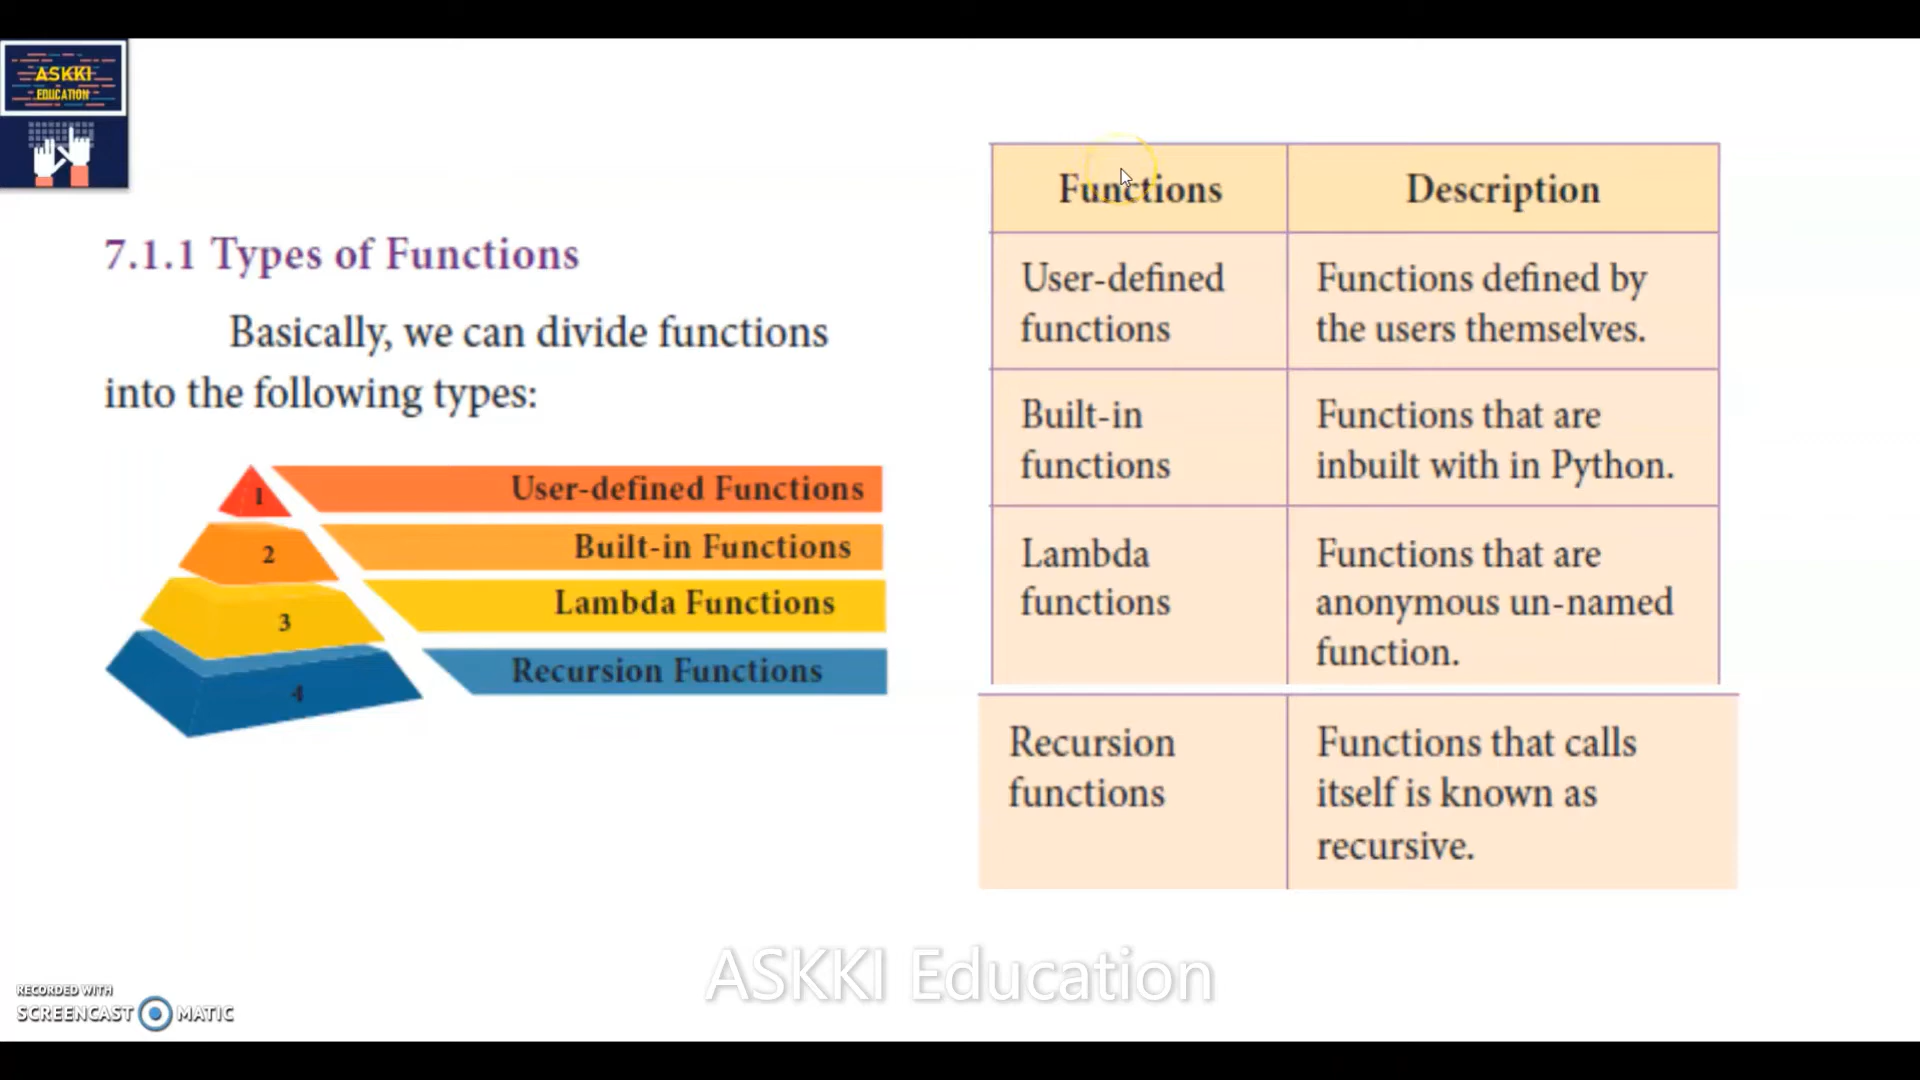 ASKKI
EDUCATION
7.1.1 Types of Functions
Basically, we can divide functions
into the following types:
1
User-defined Functions
2
Built-in Functions
3
Lambda Functions
4
Recursion Functions
Functions
Description
User-defined
functions
Functions defined by
the users themselves.
Built-in
functions
Functions that are
inbuilt with in Python.
Lambda
functions
Functions that are
anonymous un-named
function.
Recursion
functions
Functions that calls
itself is known as
recursive.
ASKKI Education
RECORDED WITH
SCREENCAST MATIC